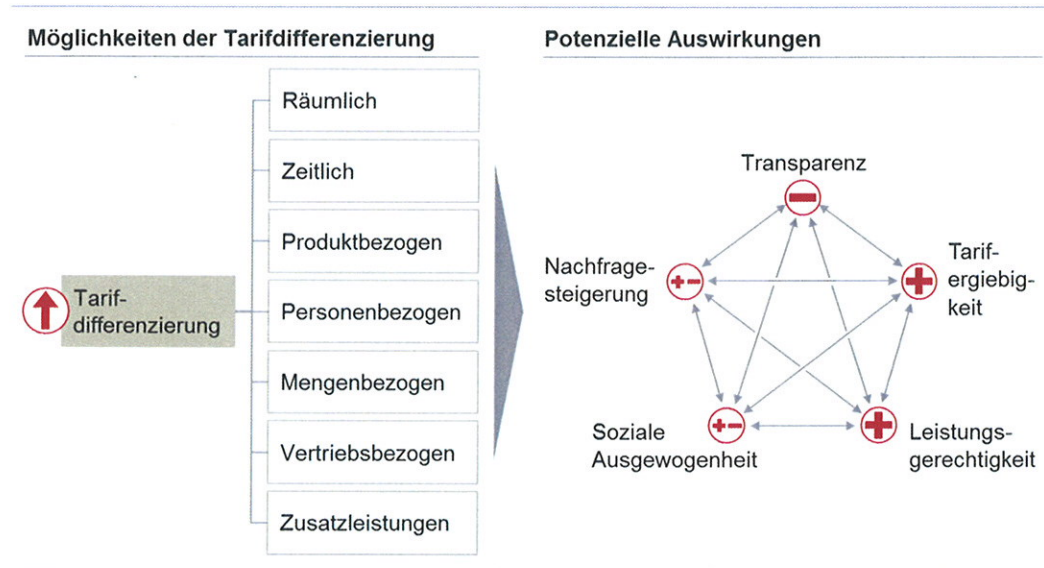 Möglichkeiten der Tarifdifferenzierung
Potenzielle Auswirkungen
Tarif-
differenzierung
Räumlich
Zeitlich
Produktbezogen
Personenbezogen
Mengenbezogen
Vertriebsbezogen
Zusatzleistungen
Transparenz
Nachfrage-
steigerung
Tarif-
ergiebig-
keit
Soziale
Ausgewogenheit
Leistungs-
gerechtigkeit